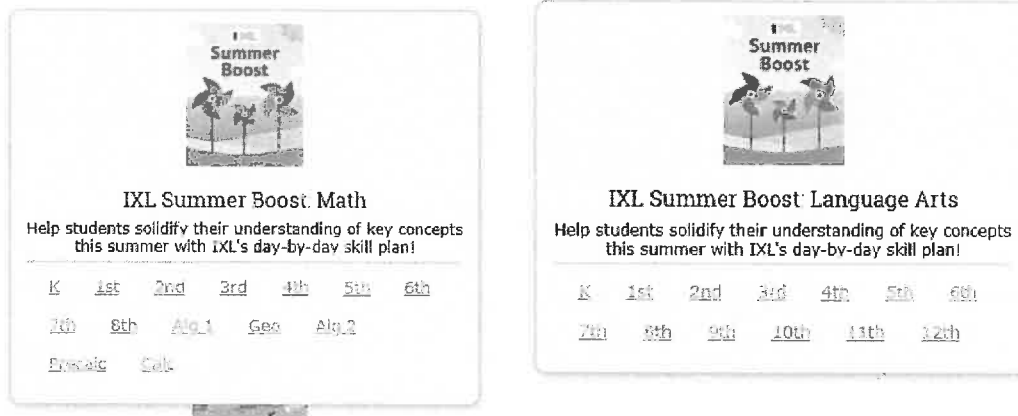 IXL
Summer
Boost
IXL Summer Boost: Math
Help students solidify their understanding of key concepts
this summer with IXL's day-by-day skill plan!
K 1st 2nd 3rd 4th 5th 6th
7th 8th Alg 1 Geo Alg 2
Precalc Calc
IXL
Summer
Boost
IXL Summer Boost: Language Arts
Help students solidify their understanding of key concepts
this summer with IXL's day-by-day skill plan!
K 1st 2nd 3rd 4th 5th 6th
7th 8th 9th 10th 11th 12th